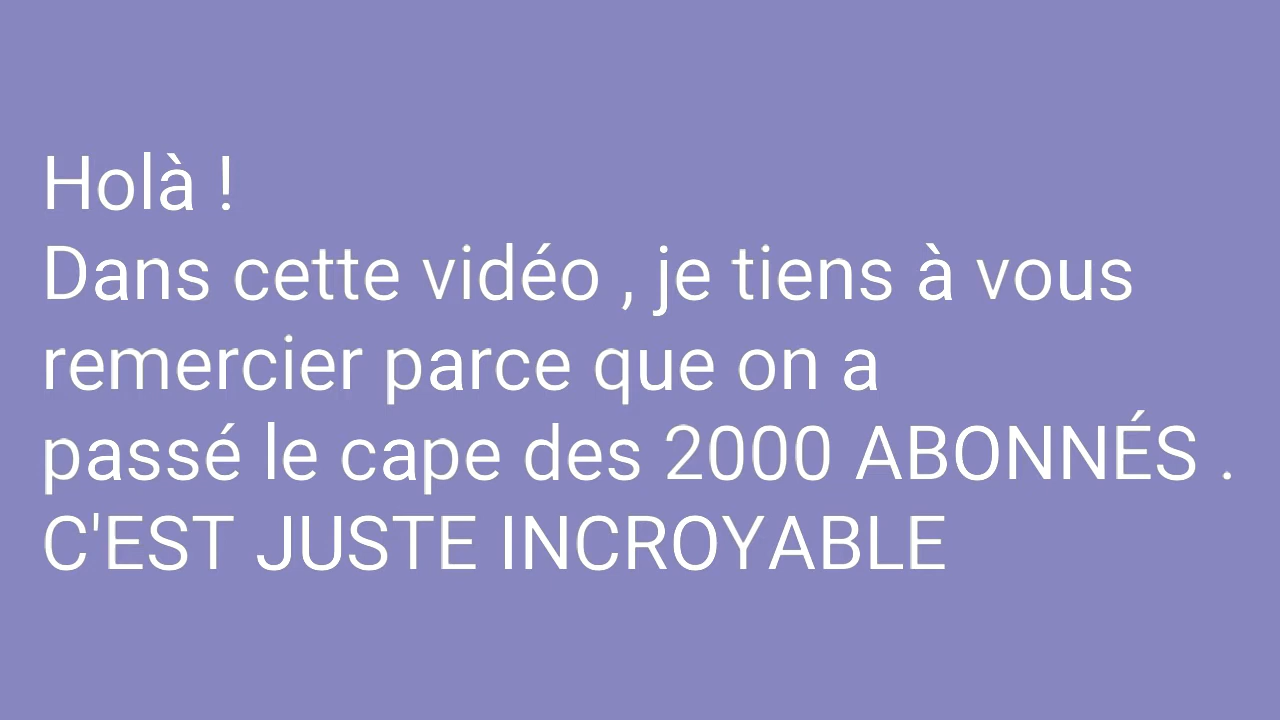 Holà !
Dans cette vidéo , je tiens à vous
remercier parce que on a
passé le cape des 2000 ABONNÉS .
C'EST JUSTE INCROYABLE